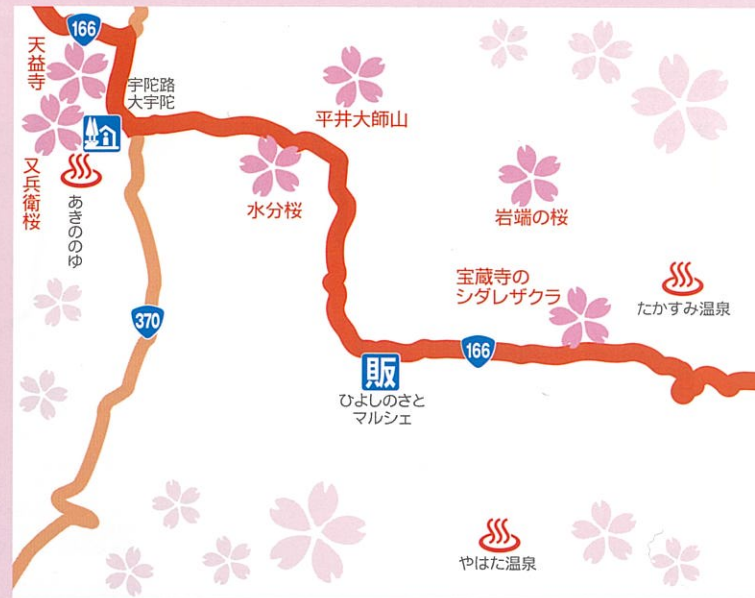 166
天益寺
宇陀路
大宇陀
平井大師山
又兵衛桜
あきののゆ
水分桜
岩端の桜
宝蔵寺の
シダレザクラ
たかすみ温泉
370
166
販
ひよしのさと
マルシェ
やはた温泉